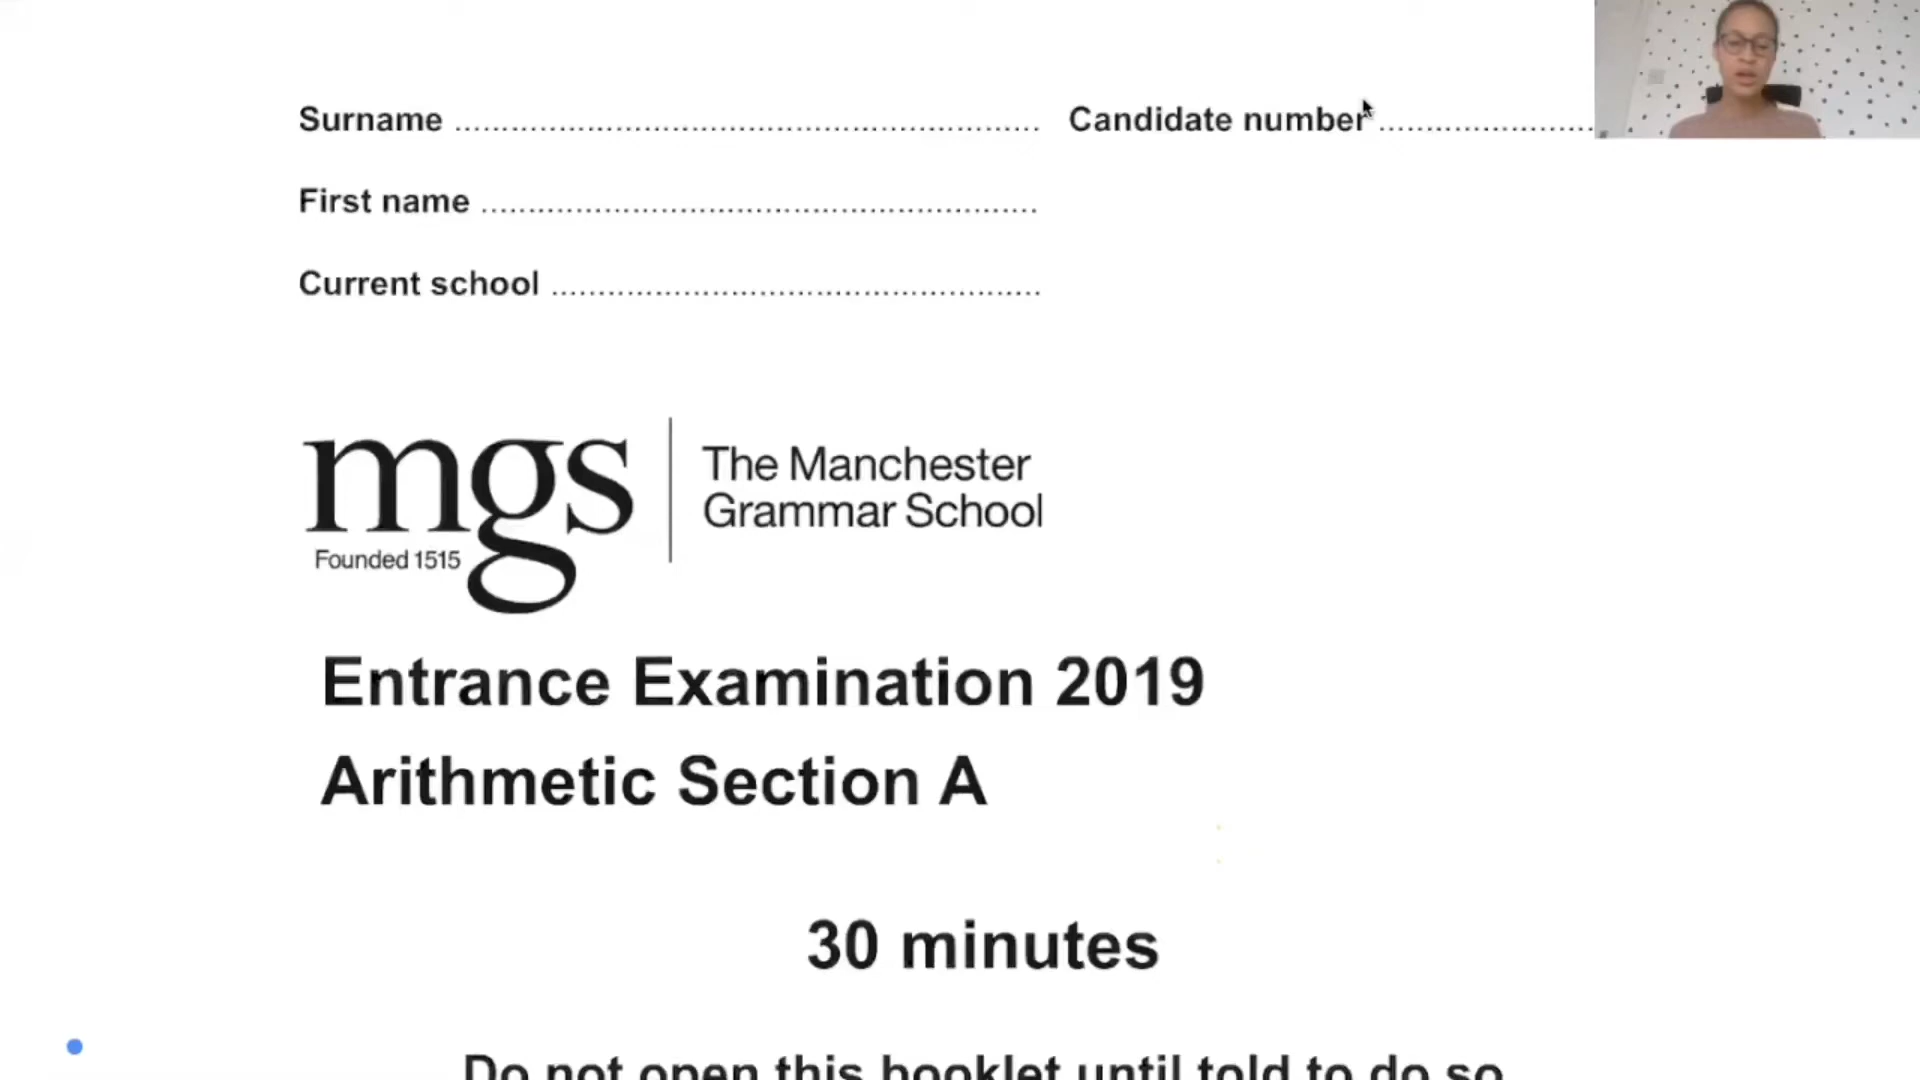 Surname ............................................................... Candidate number .......................
First name ............................................................
Current school .....................................................
mgs
Founded 1515
The Manchester
Grammar School
Entrance Examination 2019
Arithmetic Section A
30 minutes
Do not open this booklet until told to do so